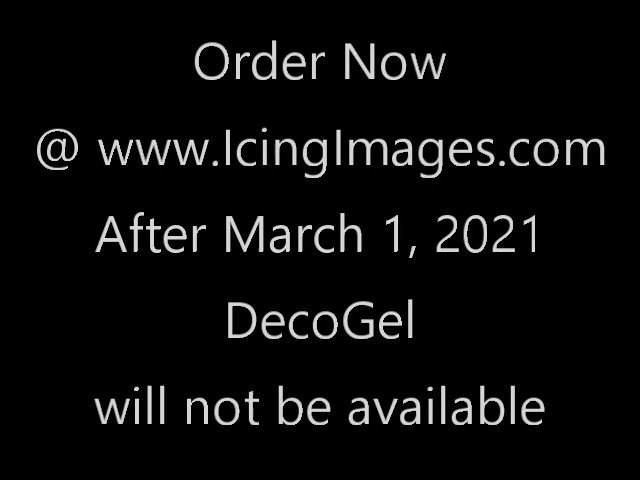 Order Now
@ www.IcingImages.com
After March 1, 2021
DecoGel
will not be available